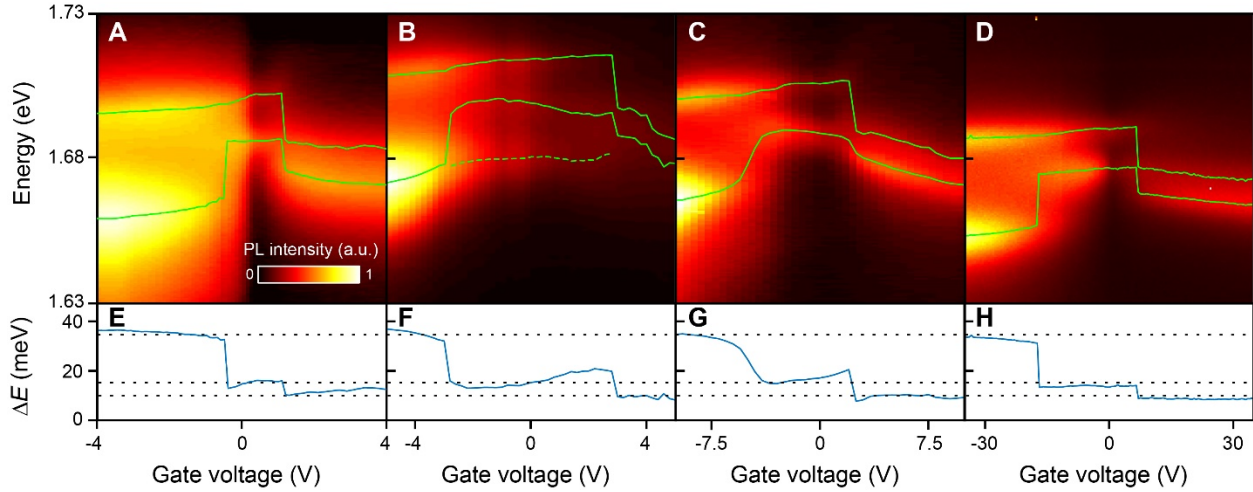 1.73
A
B
C
D
Energy (eV)
1.68
PL intensity (a.u.)
0
1
1.63
E
F
G
H
ΔE (meV)
40
20
0
-4
0
4
-4
0
4
-7.5
0
7.5
-30
0
30
Gate voltage (V)
Gate voltage (V)
Gate voltage (V)
Gate voltage (V)